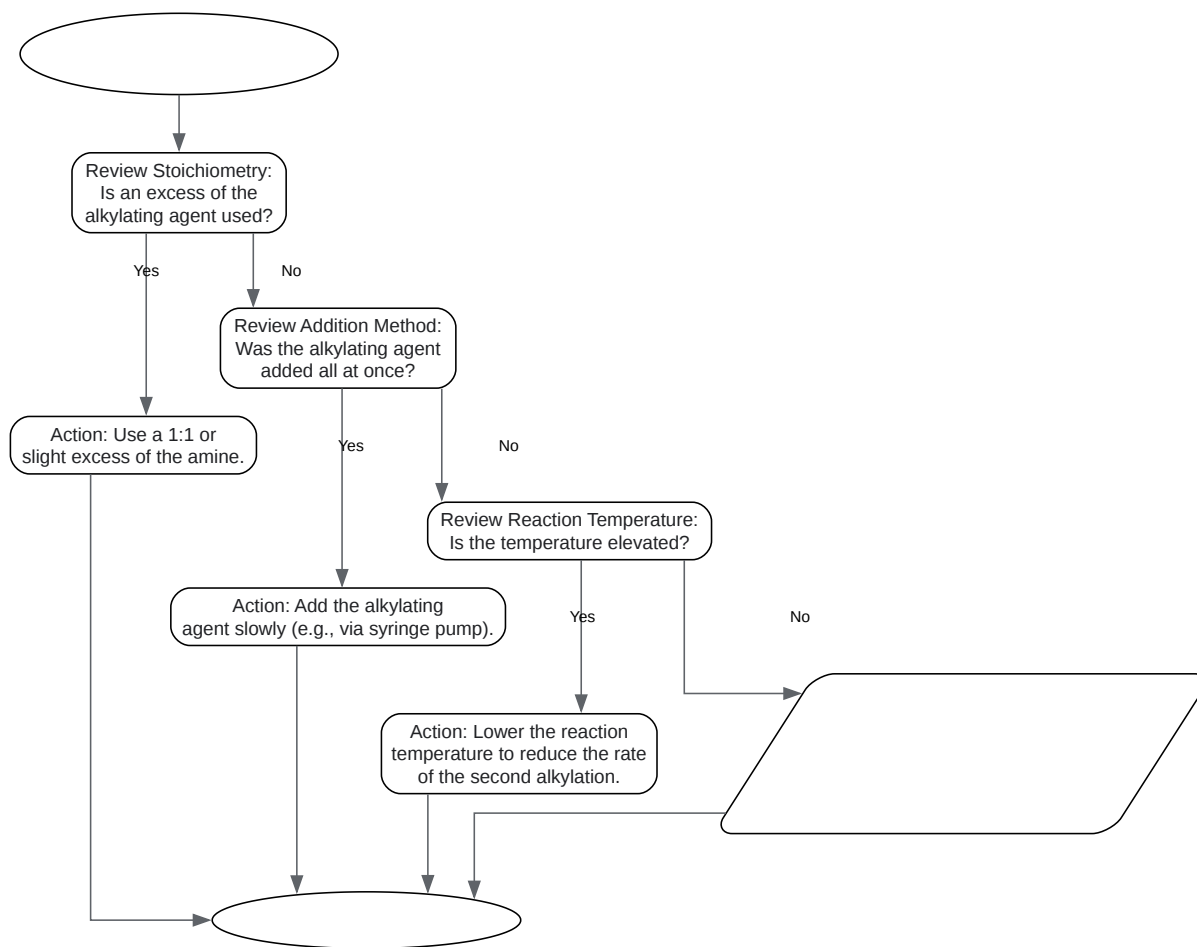 Review Stoichiometry:
Is an excess of the
alkylating agent used?
Yes
No
Review Addition Method:
Was the alkylating agent
added all at once?
Action: Use a 1:1 or
slight excess of the amine.
Yes
No
Review Reaction Temperature:
Is the temperature elevated?
Action: Add the alkylating
agent slowly (e.g., via syringe pump).
Yes
No
Action: Lower the reaction
temperature to reduce the rate
of the second alkylation.